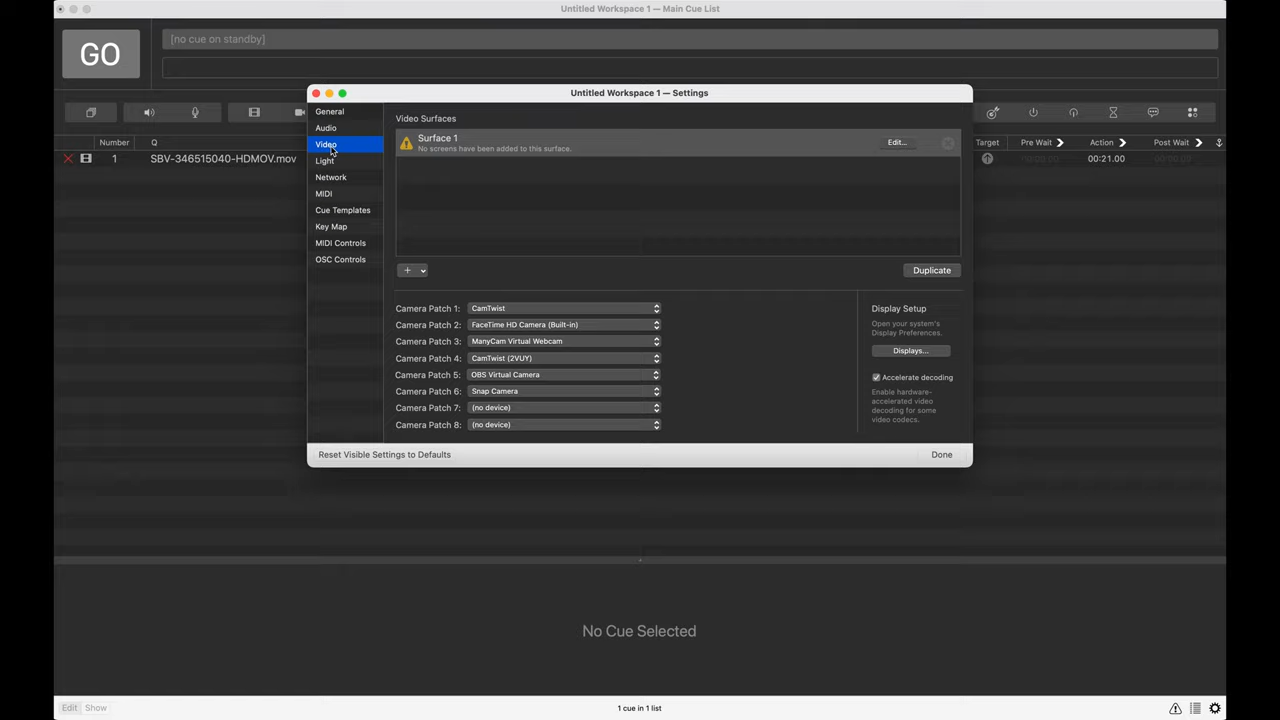 Untitled Workspace 1 — Main Cue List
GO
[no cue on standby]
Untitled Workspace 1 — Settings
General
Audio
Video
Light
Network
MIDI
Cue Templates
Key Map
MIDI Controls
OSC Controls
Video Surfaces
Surface 1
No screens have been added to this surface.
Edit...
+
Duplicate
Camera Patch 1: CamTwist
Camera Patch 2: FaceTime HD Camera (Built-in)
Camera Patch 3: ManyCam Virtual Webcam
Camera Patch 4: CamTwist (2VUY)
Camera Patch 5: OBS Virtual Camera
Camera Patch 6: Snap Camera
Camera Patch 7: (no device)
Camera Patch 8: (no device)
Display Setup
Open your system's
Display Preferences.
Displays...
Accelerate decoding
Enable hardware-
accelerated video
decoding for some
video codecs.
Reset Visible Settings to Defaults
Done
Number Q Target Pre Wait Action Post Wait
1 SBV-346515040-HDMOV.mov 00:21.00 00:00.00
No Cue Selected
Edit Show
1 cue in 1 list